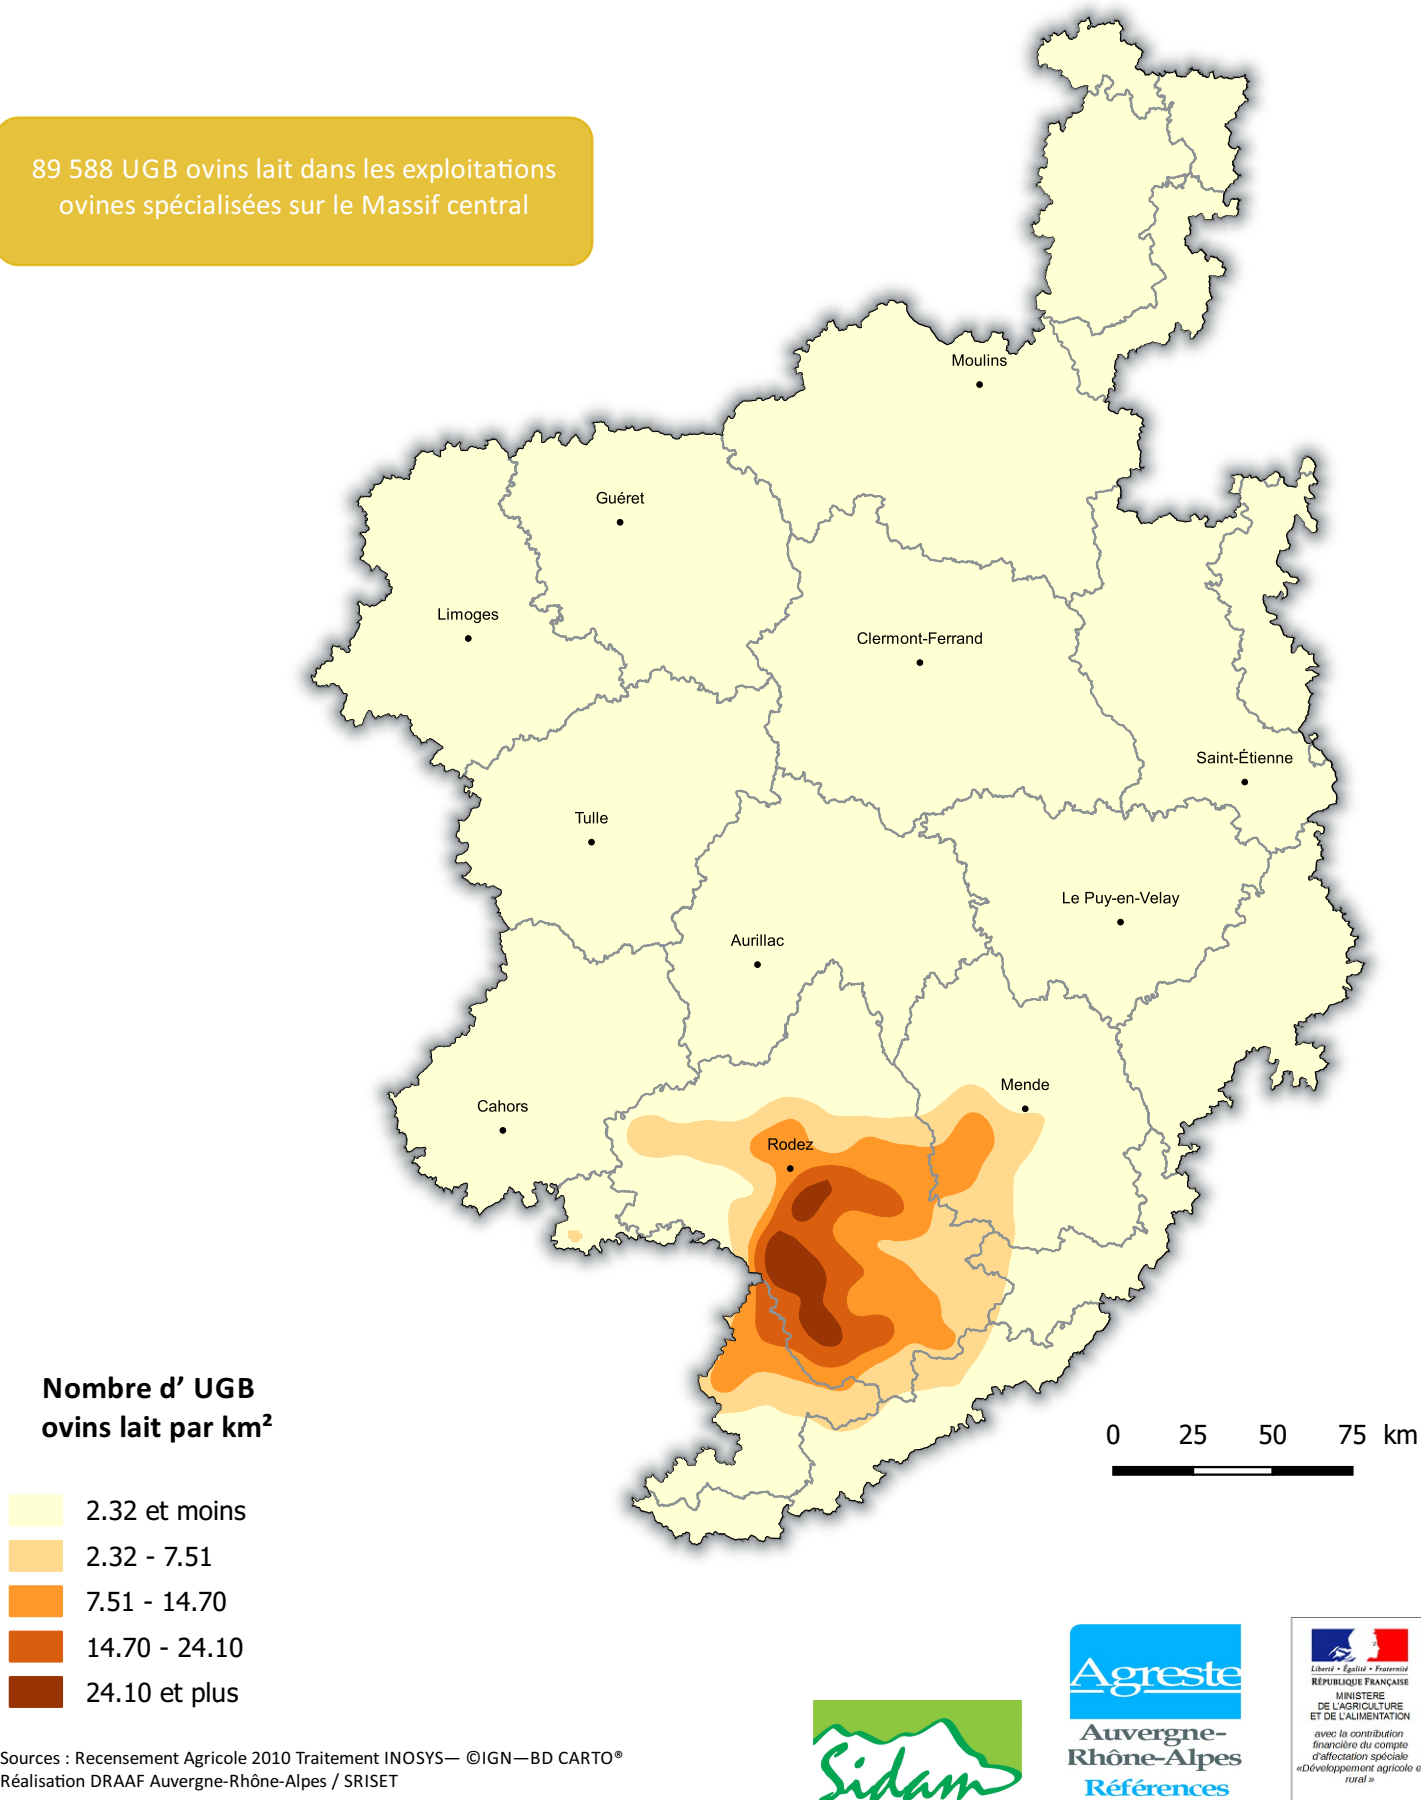 89 588 UGB ovins lait dans les exploitations
ovines spécialisées sur le Massif central
Moulins
Guéret
Limoges
Clermont-Ferrand
Saint-Étienne
Tulle
Le Puy-en-Velay
Aurillac
Mende
Cahors
Rodez
Nombre d’ UGB
ovins lait par km²
0 25 50 75 km
2.32 et moins
2.32 - 7.51
7.51 - 14.70
14.70 - 24.10
24.10 et plus
Sources : Recensement Agricole 2010 Traitement INOSYS— ©IGN—BD CARTO®
Réalisation DRAAF Auvergne-Rhône-Alpes / SRISET
Sidam
Agreste
Auvergne-
Rhône-Alpes
Références
Liberté • Égalité • Fraternité
RÉPUBLIQUE FRANÇAISE
MINISTERE
DE L'AGRICULTURE
ET DE L'ALIMENTATION
avec la contribution
financière du compte
d'affectation spéciale
«Développement agricole e
rural »